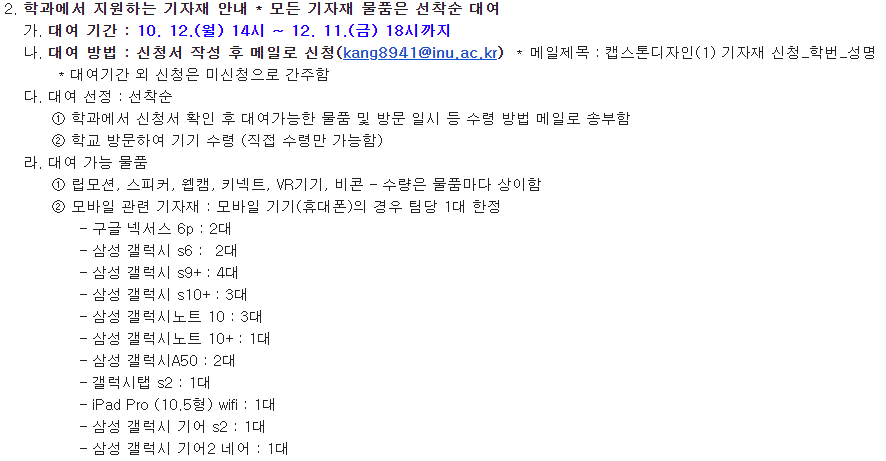 2. 학과에서 지원하는 기자재 안내 * 모든 기자재 물품은 선착순 대여
가. 대여 기간 : 10. 12.(월) 14시 ~ 12. 11.(금) 18시까지
나. 대여 방법 : 신청서 작성 후 메일로 신청(kang8941@inu.ac.kr) * 메일제목 : 캡스톤디자인(1) 기자재 신청_학번_성명
* 대여기간 외 신청은 미신청으로 간주함
다. 대여 선정 : 선착순
① 학과에서 신청서 확인 후 대여가능한 물품 및 방문 일시 등 수령 방법 메일로 송부함
② 학교 방문하여 기기 수령 (직접 수령만 가능함)
라. 대여 가능 물품
① 립모션, 스피커, 웹캠, 키넥트, VR기기, 비콘 - 수량은 물품마다 상이함
② 모바일 관련 기자재 : 모바일 기기(휴대폰)의 경우 팀당 1대 한정
- 구글 넥서스 6p : 2대
- 삼성 갤럭시 s6 : 2대
- 삼성 갤럭시 s9+ : 4대
- 삼성 갤럭시 s10+ : 3대
- 삼성 갤럭시노트 10 : 3대
- 삼성 갤럭시노트 10+ : 1대
- 삼성 갤럭시A50 : 2대
- 갤럭시탭 s2 : 1대
- iPad Pro (10.5형) wifi : 1대
- 삼성 갤럭시 기어 s2 : 1대
- 삼성 갤럭시 기어2 네어 : 1대